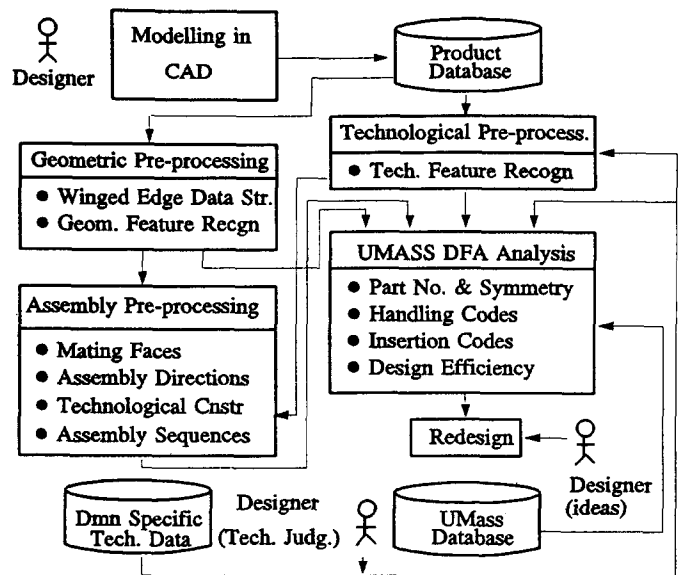 Designer
Modelling in
CAD
Product
Database
Geometric Pre-processing
● Winged Edge Data Str.
● Geom. Feature Recgn
Technological Pre-process.
● Tech. Feature Recogn
Assembly Pre-processing
● Mating Faces
● Assembly Directions
● Technological Cnstr
● Assembly Sequences
UMASS DFA Analysis
● Part No. & Symmetry
● Handling Codes
● Insertion Codes
● Design Efficiency
Redesign
Designer
(ideas)
Dmn Specific
Tech. Data
Designer
(Tech. Judg.)
UMass
Database